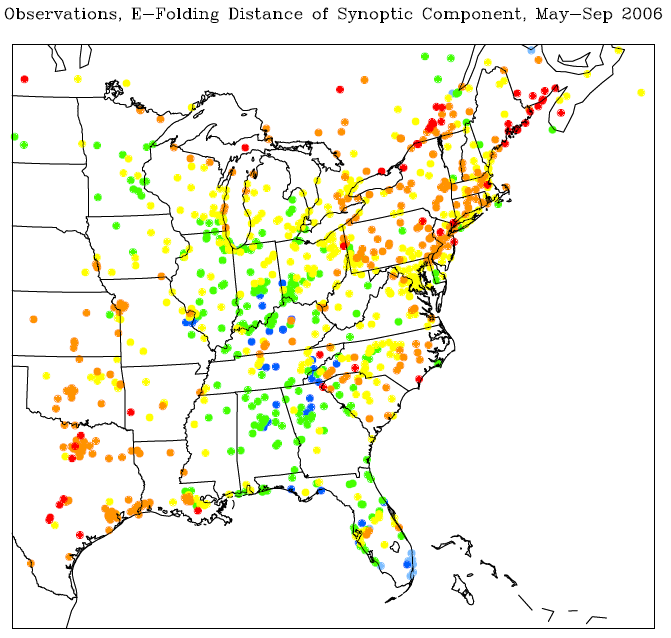 Observations, E-Folding Distance of Synoptic Component, May-Sep 2006